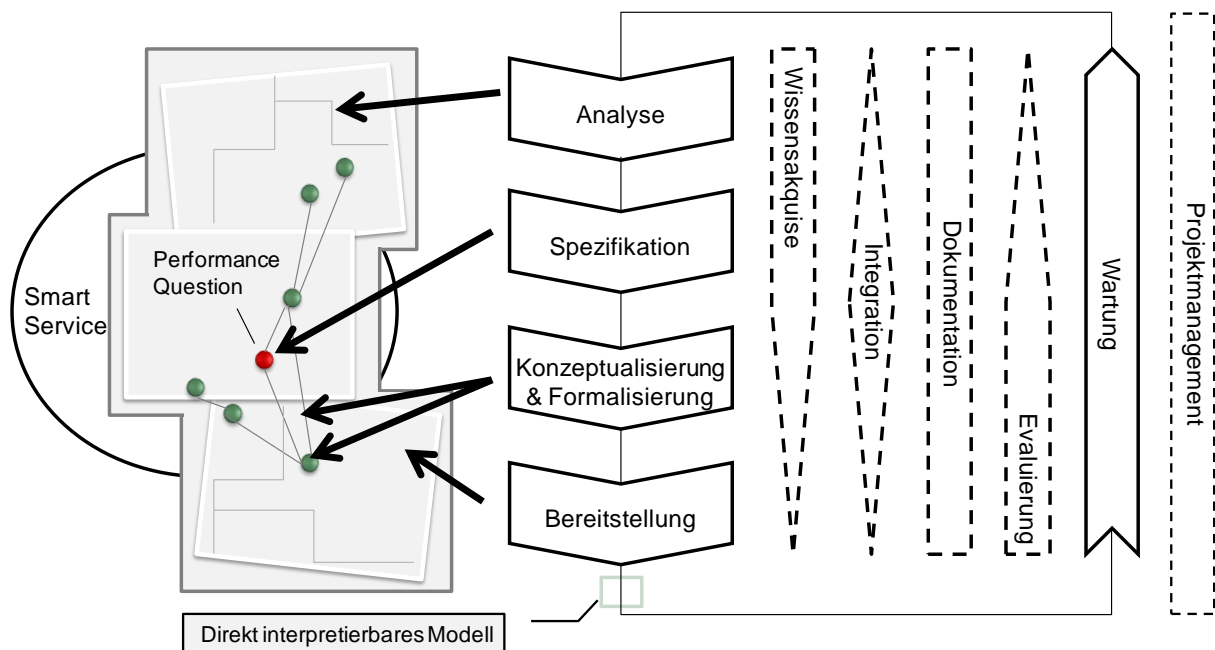 Smart
Service
Performance
Question
Analyse
Spezifikation
Konzeptualisierung
& Formalisierung
Bereitstellung
Direkt interpretierbares Modell
Wissensakquise
Integration
Dokumentation
Evaluierung
Wartung
Projektmanagement